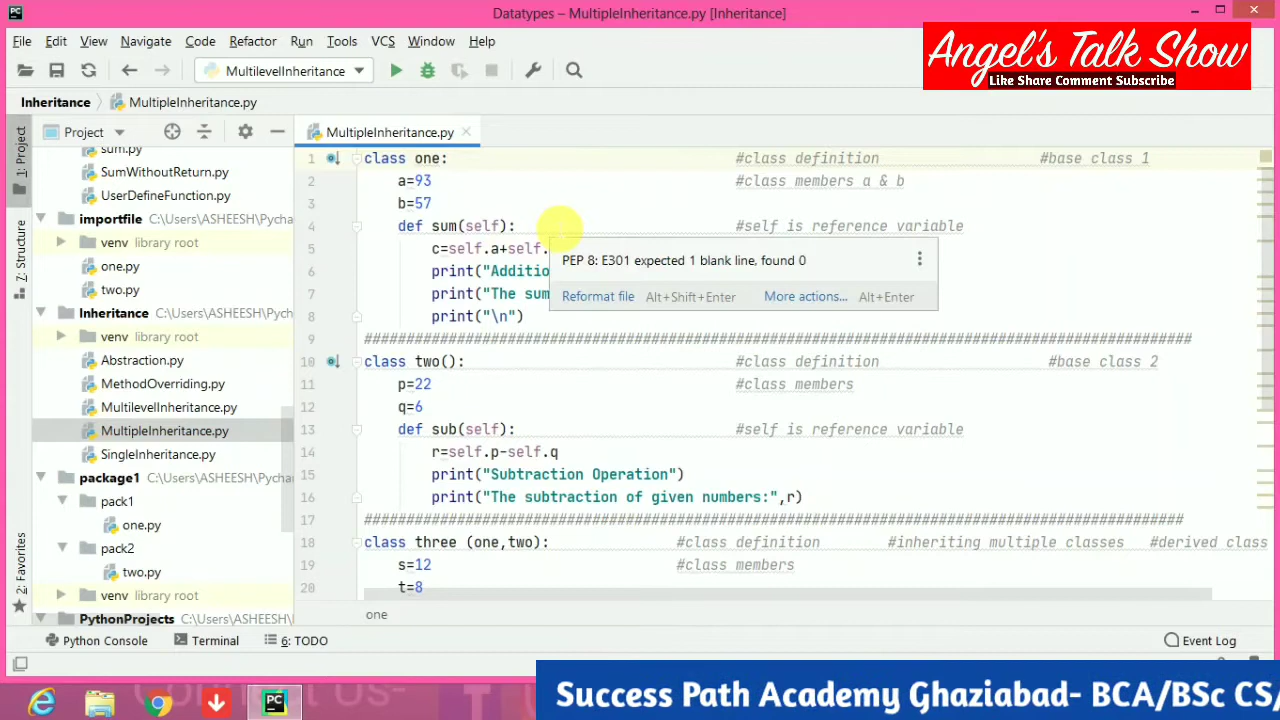 Datatypes – MultipleInheritance.py [Inheritance]
File Edit View Navigate Code Refactor Run Tools VCS Window Help
Angel's Talk Show
Like Share Comment Subscribe
MultilevelInheritance
Inheritance MultipleInheritance.py
1: Project
7: Structure
2: Favorites
Project
sum.py
SumWithoutReturn.py
UserDefineFunction.py
importfile C:\Users\ASHEESH\Pycha
venv library root
one.py
two.py
Inheritance C:\Users\ASHEESH\Pycha
venv library root
Abstraction.py
MethodOverriding.py
MultilevelInheritance.py
MultipleInheritance.py
SingleInheritance.py
package1 C:\Users\ASHEESH\Pychar
pack1
one.py
pack2
two.py
venv library root
PythonProjects C:\Users\ASHEESH\
MultipleInheritance.py
1 class one: #class definition #base class 1
2 a=93 #class members a & b
3 b=57
4 def sum(self): #self is reference variable
5 c=self.a+self.
6 print("Additio
7 print("The sum
8 print("\n")
PEP 8: E301 expected 1 blank line, found 0
Reformat file Alt+Shift+Enter More actions... Alt+Enter
9 ##################################################################################################
10 class two(): #class definition #base class 2
11 p=22 #class members
12 q=6
13 def sub(self): #self is reference variable
14 r=self.p-self.q
15 print("Subtraction Operation")
16 print("The subtraction of given numbers:",r)
17 #################################################################################################
18 class three (one,two): #class definition #inheriting multiple classes #derived class
19 s=12 #class members
20 t=8
one
Python Console Terminal 6: TODO Event Log
Success Path Academy Ghaziabad- BCA/BSc CS/